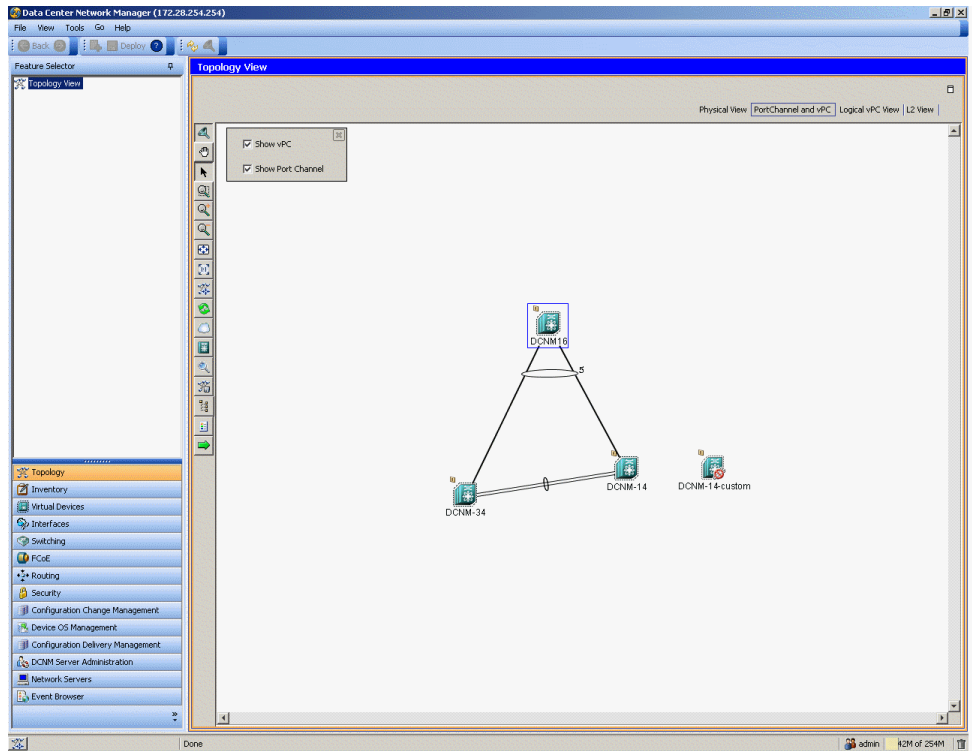 Data Center Network Manager (172.28.254.254)
File View Tools Go Help
Back Deploy
Feature Selector
Topology View
Topology View
Physical View PortChannel and vPC Logical vPC View L2 View
Show vPC
Show Port Channel
DCNM16
5
DCNM-34
DCNM-14
DCNM-14-custom
Topology
Inventory
Virtual Devices
Interfaces
Switching
FCoE
Routing
Security
Configuration Change Management
Device OS Management
Configuration Delivery Management
DCNM Server Administration
Network Servers
Event Browser
Done
admin 42M of 254M